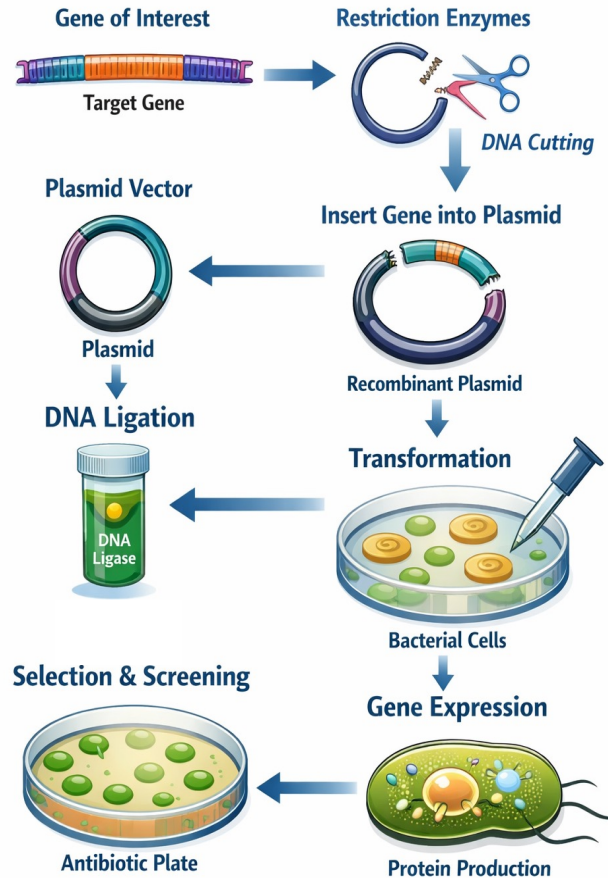 Gene of Interest
Target Gene
Restriction Enzymes
DNA Cutting
Plasmid Vector
Plasmid
Insert Gene into Plasmid
Recombinant Plasmid
DNA Ligation
DNA
Ligase
Transformation
Bacterial Cells
Selection & Screening
Antibiotic Plate
Gene Expression
Protein Production